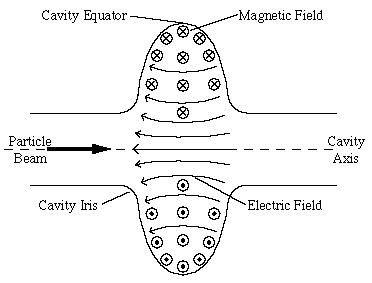 Cavity Equator
Magnetic Field
Particle
Beam
Cavity
Axis
Cavity Iris
Electric Field